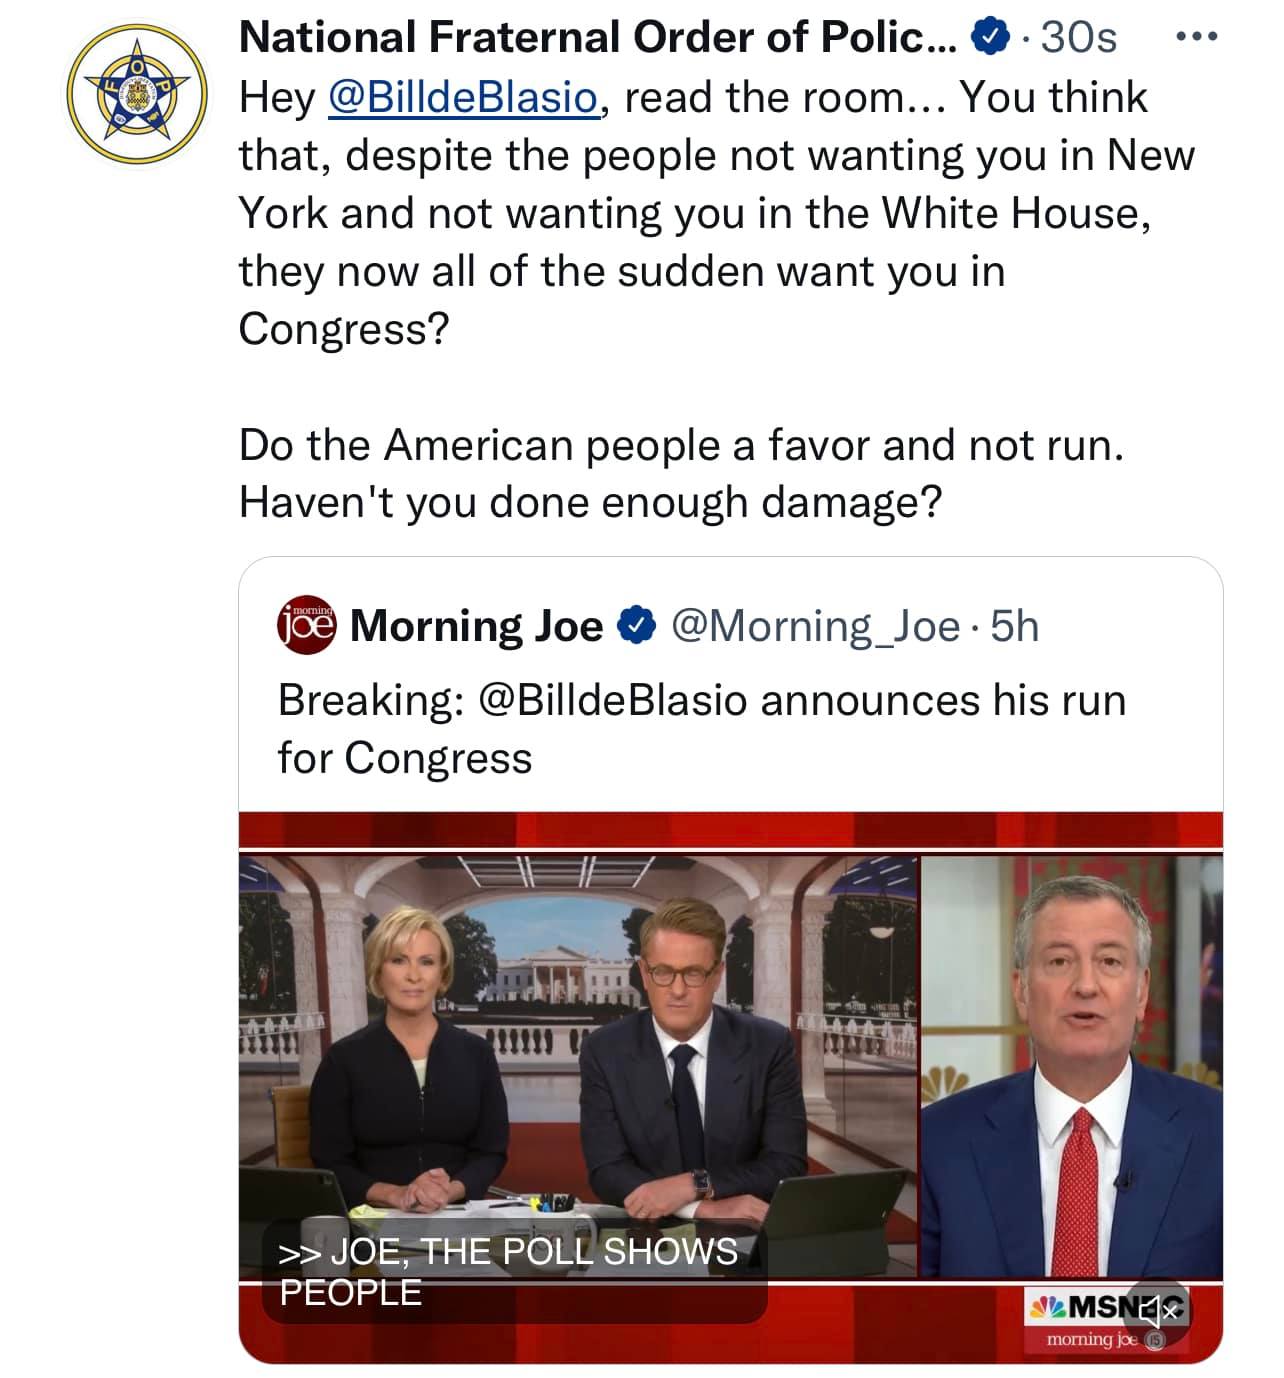 National Fraternal Order of Polic... · 30s
Hey @BilldeBlasio, read the room... You think
that, despite the people not wanting you in New
York and not wanting you in the White House,
they now all of the sudden want you in
Congress?
Do the American people a favor and not run.
Haven't you done enough damage?
morning joe
Morning Joe @Morning_Joe · 5h
Breaking: @BilldeBlasio announces his run
for Congress
>> JOE, THE POLL SHOWS
PEOPLE
MSNBC
morning joe 15